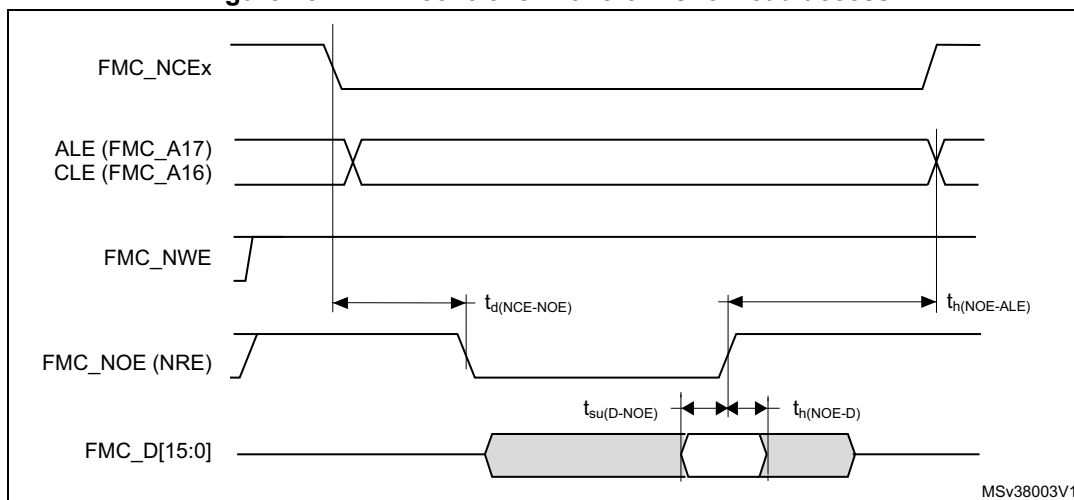 FMC_NCEx
ALE (FMC_A17)
CLE (FMC_A16)
FMC_NWE
td(NCE-NOE)
th(NOE-ALE)
FMC_NOE (NRE)
tsu(D-NOE)
th(NOE-D)
FMC_D[15:0]
MSv38003V1